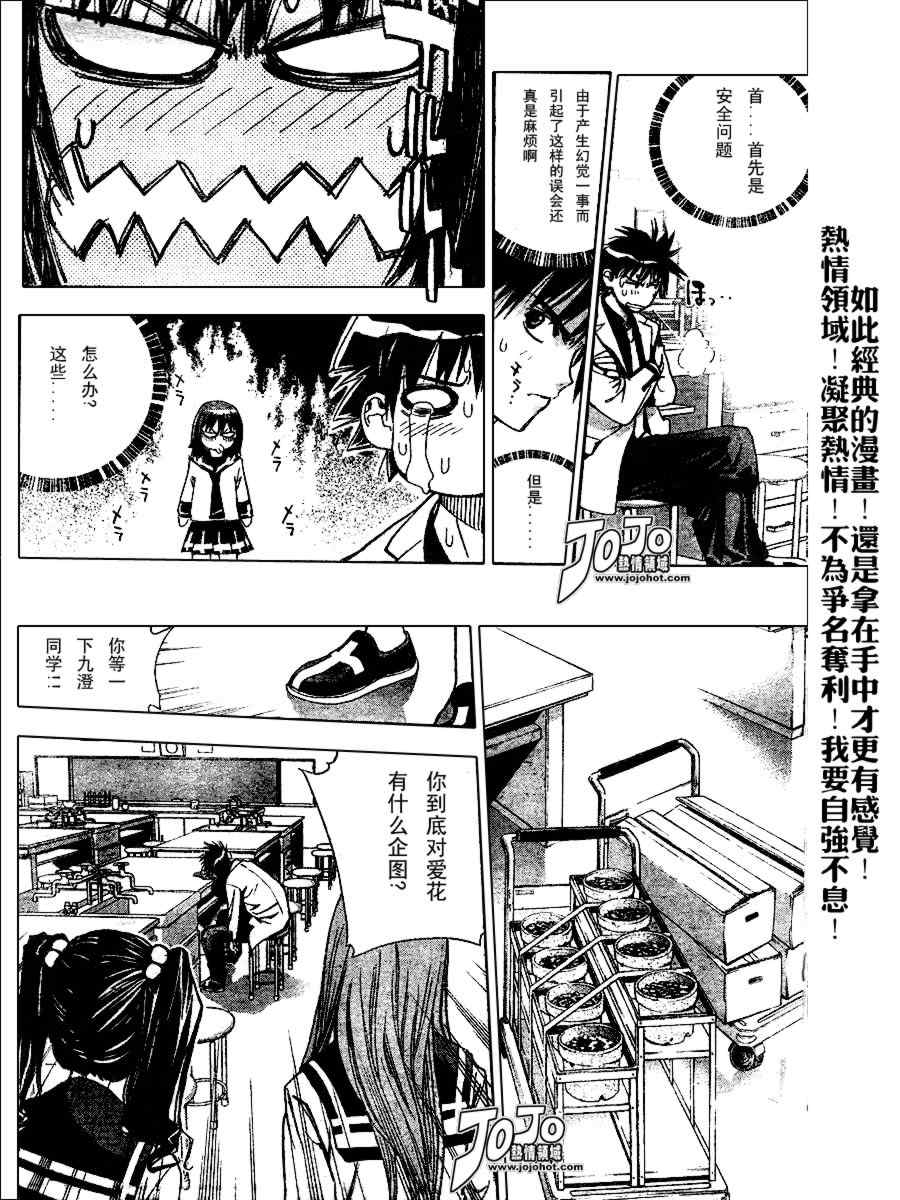 首....首先是
安全问题
由于产生幻觉一事而
引起了这样的误会还
真是麻烦啊
ほっ...
但是.....
怎么办?
这些.....
メラ
メラ
メラ
JOJO
熱情領域
www.jojohot.com
你等一
下九澄
同学!!
你到底对爱花
有什么企图?
JOJO
熱情領域
www.jojohot.com
如此經典的漫畫！還是拿在手中才更有感覺！
熱情領域！凝聚熱情！不為爭名奪利！我要自強不息！